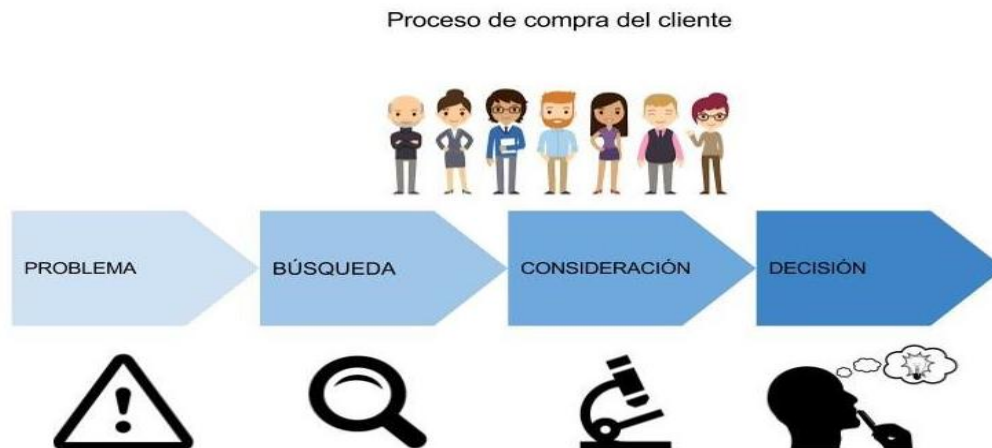 Proceso de compra del cliente
PROBLEMA
BÚSQUEDA
CONSIDERACIÓN
DECISIÓN